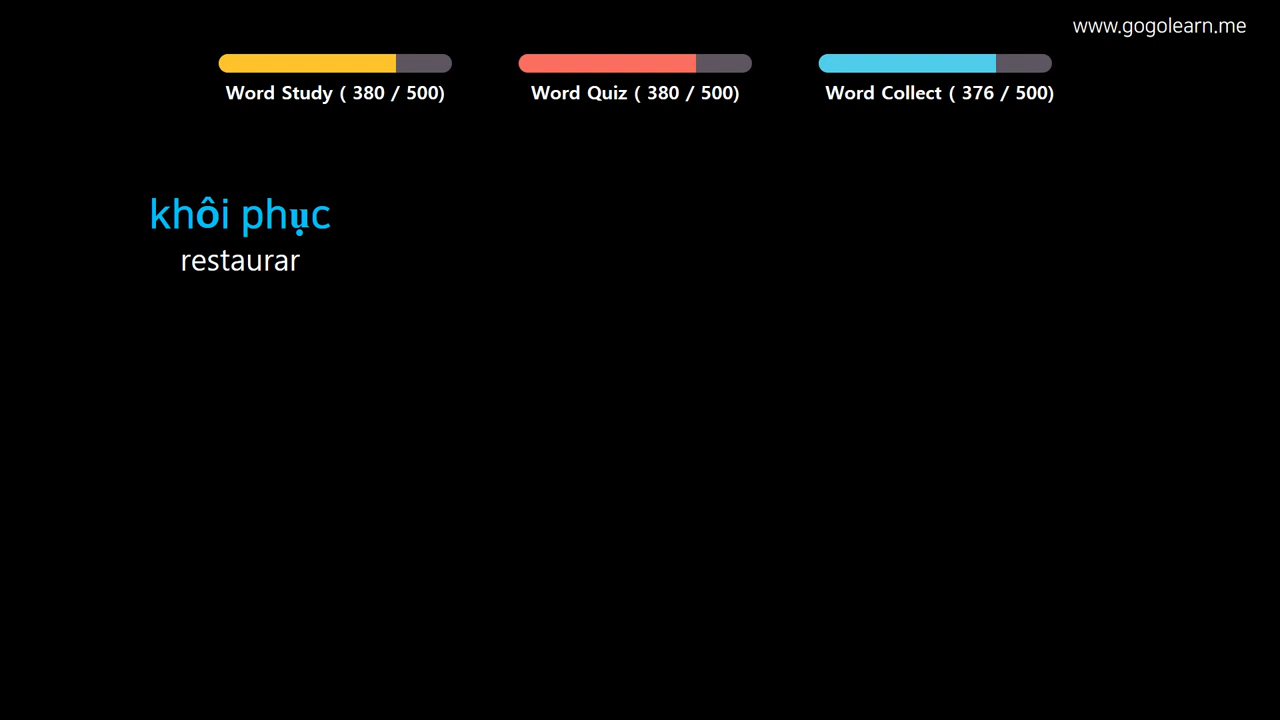 www.gogolearn.me
Word Study ( 380 / 500)
Word Quiz ( 380 / 500)
Word Collect ( 376 / 500)
khôi phục
restaurar